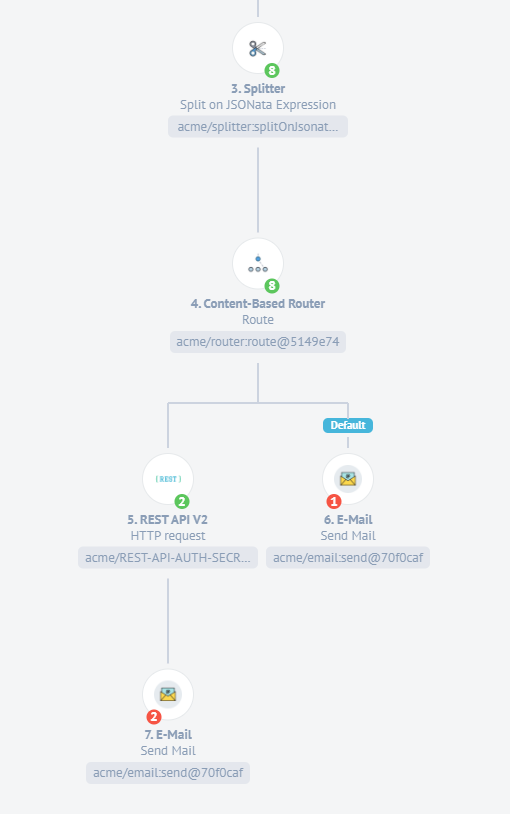 8
3. Splitter
Split on JSONata Expression
acme/splitter:splitOnJsonat...
8
4. Content-Based Router
Route
acme/router:route@5149e74
Default
{ REST }
2
1
5. REST API V2
6. E-Mail
HTTP request
Send Mail
acme/REST-API-AUTH-SECR...
acme/email:send@70f0caf
2
7. E-Mail
Send Mail
acme/email:send@70f0caf